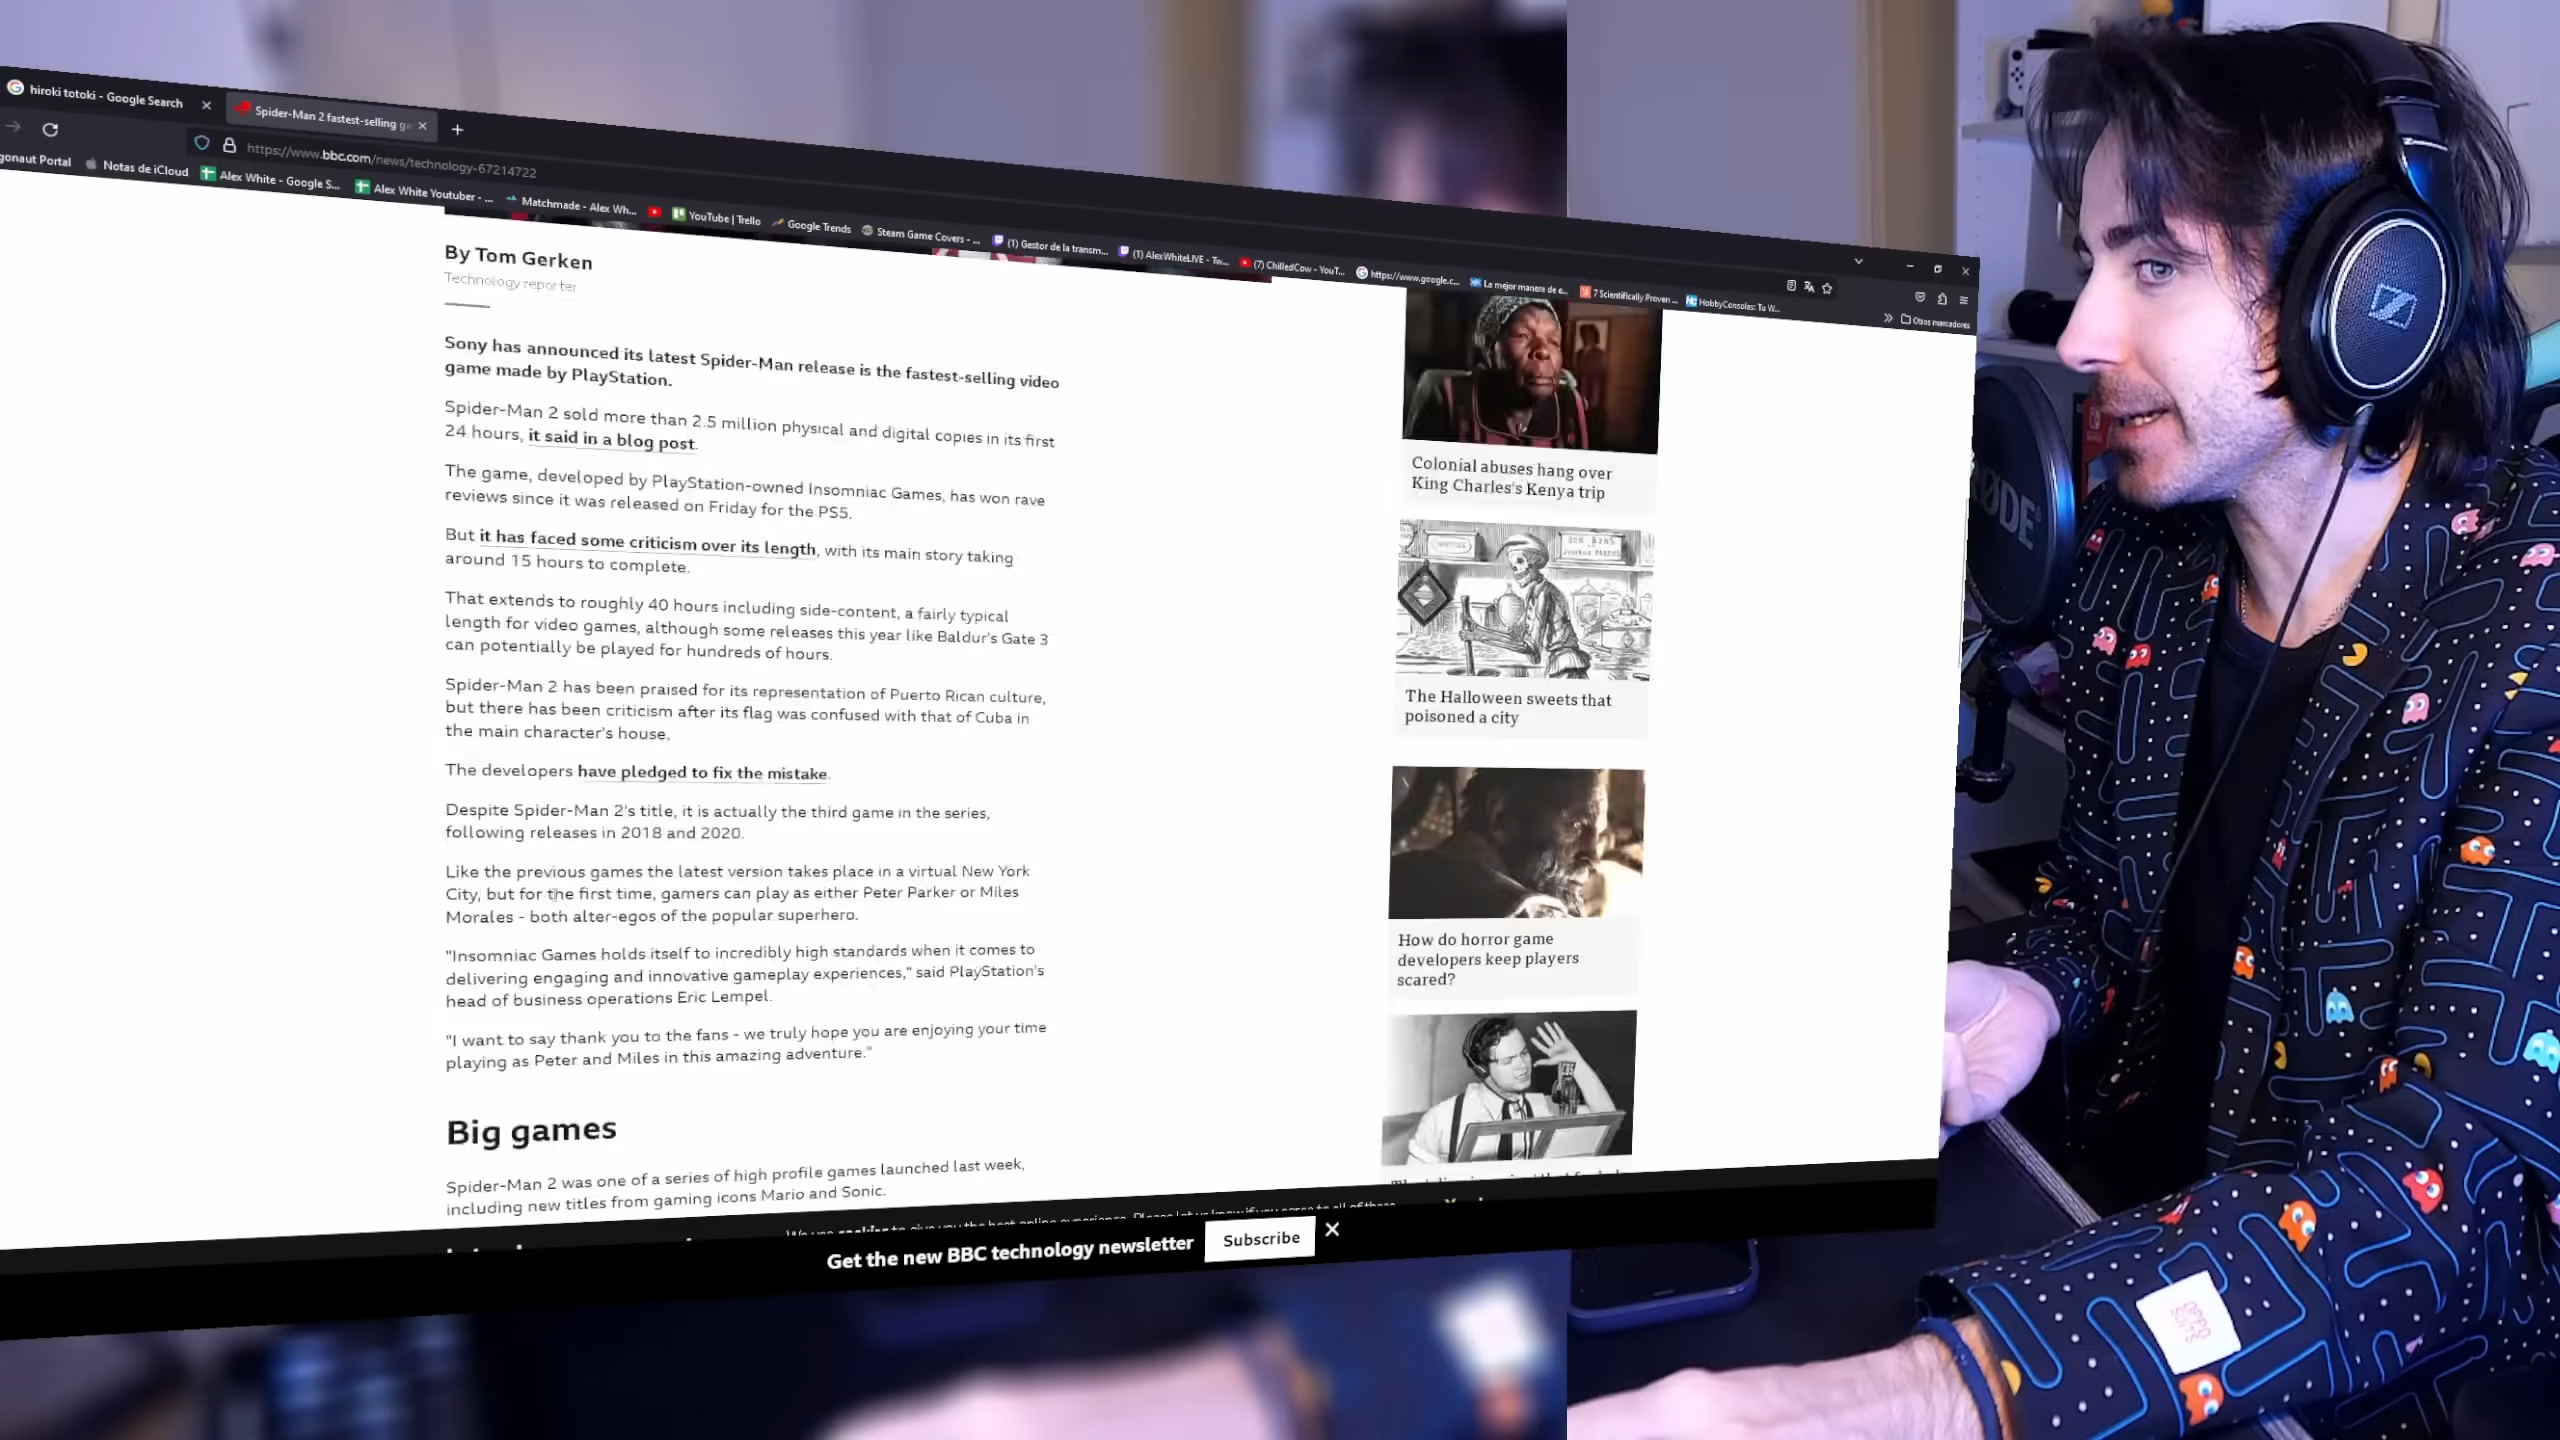 hiroki totoki - Google Search
Spider-Man 2 fastest-selling
https://www.bbc.com/news/technology-67214722
gonaut Portal
Notas de iCloud
Alex White - Google S...
Alex White Youtuber - ...
Matchmade - Alex Wh...
YouTube | Trello
Google Trends
Steam Game Covers - ...
(1) Gestor de la transm...
(1) AlexWhiteLIVE - Tw...
(7) ChilledCow - YouT...
https://www.google.c...
La mejor manera de e...
7 Scientifically Proven ...
HobbyConsolas: Tu W...
Otros marcadores
By Tom Gerken
Technology reporter
Sony has announced its latest Spider-Man release is the fastest-selling video
game made by PlayStation.
Spider-Man 2 sold more than 2.5 million physical and digital copies in its first
24 hours, it said in a blog post.
The game, developed by PlayStation-owned Insomniac Games, has won rave
reviews since it was released on Friday for the PS5.
But it has faced some criticism over its length, with its main story taking
around 15 hours to complete.
That extends to roughly 40 hours including side-content, a fairly typical
length for video games, although some releases this year like Baldur's Gate 3
can potentially be played for hundreds of hours.
Spider-Man 2 has been praised for its representation of Puerto Rican culture,
but there has been criticism after its flag was confused with that of Cuba in
the main character's house.
The developers have pledged to fix the mistake.
Despite Spider-Man 2's title, it is actually the third game in the series,
following releases in 2018 and 2020.
Like the previous games the latest version takes place in a virtual New York
City, but for the first time, gamers can play as either Peter Parker or Miles
Morales - both alter-egos of the popular superhero.
"Insomniac Games holds itself to incredibly high standards when it comes to
delivering engaging and innovative gameplay experiences," said PlayStation's
head of business operations Eric Lempel.
"I want to say thank you to the fans - we truly hope you are enjoying your time
playing as Peter and Miles in this amazing adventure."
Big games
Spider-Man 2 was one of a series of high profile games launched last week,
including new titles from gaming icons Mario and Sonic.
Colonial abuses hang over
King Charles's Kenya trip
The Halloween sweets that
poisoned a city
How do horror game
developers keep players
scared?
Get the new BBC technology newsletter
Subscribe
RØDE
OPPO
SUITS